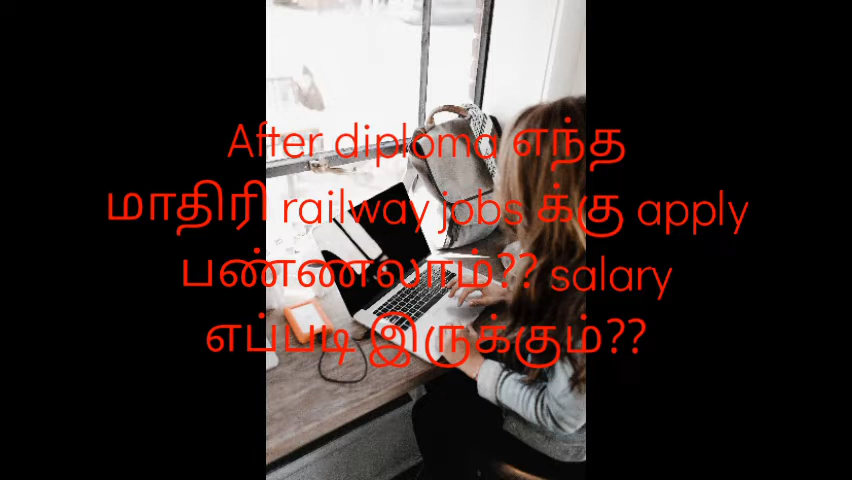 After diploma எந்த
மாதிரி railway jobs க்கு apply
பண்ணலாம்?? salary
எப்படி இருக்கும்??